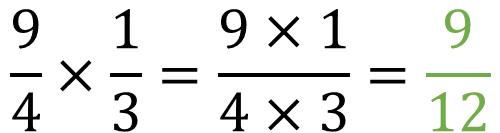 9/4 × 1/3 = (9 × 1)/(4 × 3) = 9/12